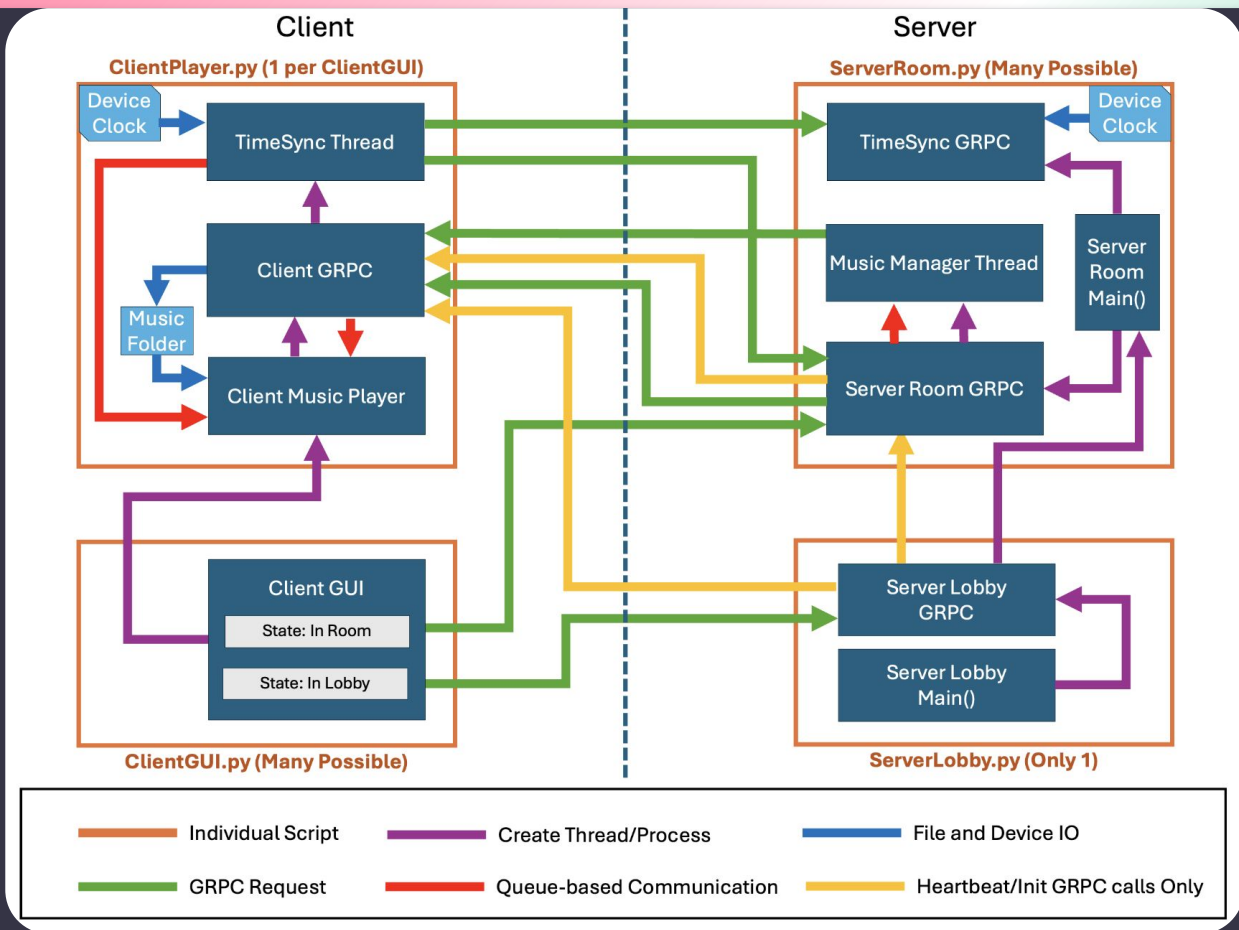 Client
Server
ClientPlayer.py (1 per ClientGUI)
ServerRoom.py (Many Possible)
Device
Clock
TimeSync Thread
TimeSync GRPC
Device
Clock
Client GRPC
Music Manager Thread
Server
Room
Main()
Music
Folder
Client Music Player
Server Room GRPC
Client GUI
State: In Room
State: In Lobby
Server Lobby
GRPC
Server Lobby
Main()
ClientGUI.py (Many Possible)
ServerLobby.py (Only 1)
Individual Script
Create Thread/Process
File and Device IO
GRPC Request
Queue-based Communication
Heartbeat/Init GRPC calls Only